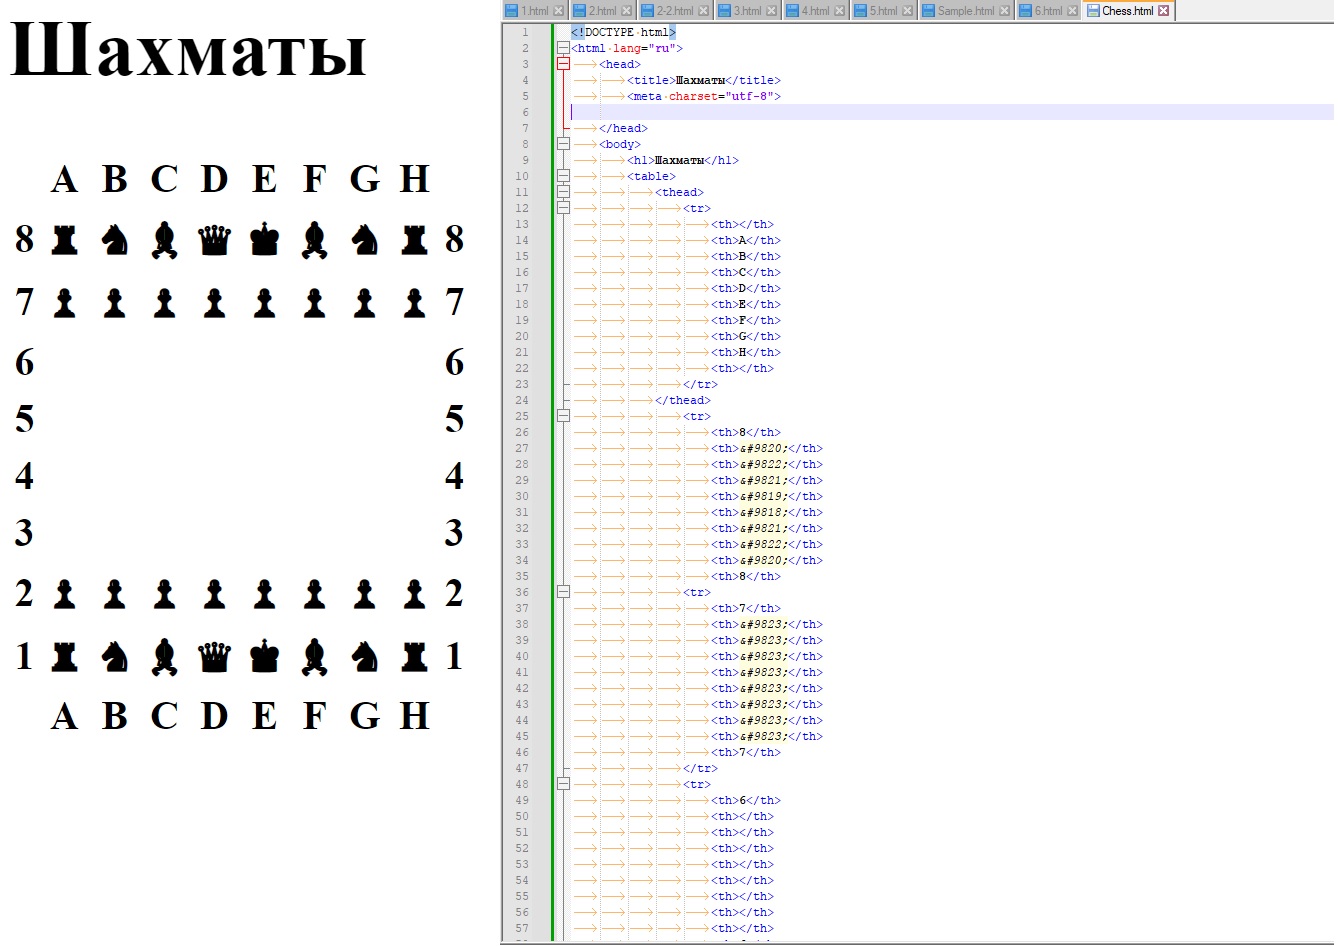 Шахматы
A B C D E F G H
8 ♜ ♞ ♝ ♛ ♚ ♝ ♞ ♜ 8
7 ♟ ♟ ♟ ♟ ♟ ♟ ♟ ♟ 7
6 6
5 5
4 4
3 3
2 ♟ ♟ ♟ ♟ ♟ ♟ ♟ ♟ 2
1 ♜ ♞ ♝ ♛ ♚ ♝ ♞ ♜ 1
A B C D E F G H
1.html 2.html 2-2.html 3.html 4.html 5.html Sample.html 6.html Chess.html
1 <!DOCTYPE html>
2 <html lang="ru">
3 <head>
4 <title>Шахматы</title>
5 <meta charset="utf-8">
6
7 </head>
8 <body>
9 <h1>Шахматы</h1>
10 <table>
11 <thead>
12 <tr>
13 <th></th>
14 <th>A</th>
15 <th>B</th>
16 <th>C</th>
17 <th>D</th>
18 <th>E</th>
19 <th>F</th>
20 <th>G</th>
21 <th>H</th>
22 <th></th>
23 </tr>
24 </thead>
25 <tr>
26 <th>8</th>
27 <th>&#9820;</th>
28 <th>&#9822;</th>
29 <th>&#9821;</th>
30 <th>&#9819;</th>
31 <th>&#9818;</th>
32 <th>&#9821;</th>
33 <th>&#9822;</th>
34 <th>&#9820;</th>
35 <th>8</th>
36 <tr>
37 <th>7</th>
38 <th>&#9823;</th>
39 <th>&#9823;</th>
40 <th>&#9823;</th>
41 <th>&#9823;</th>
42 <th>&#9823;</th>
43 <th>&#9823;</th>
44 <th>&#9823;</th>
45 <th>&#9823;</th>
46 <th>7</th>
47 </tr>
48 <tr>
49 <th>6</th>
50 <th></th>
51 <th></th>
52 <th></th>
53 <th></th>
54 <th></th>
55 <th></th>
56 <th></th>
57 <th></th>